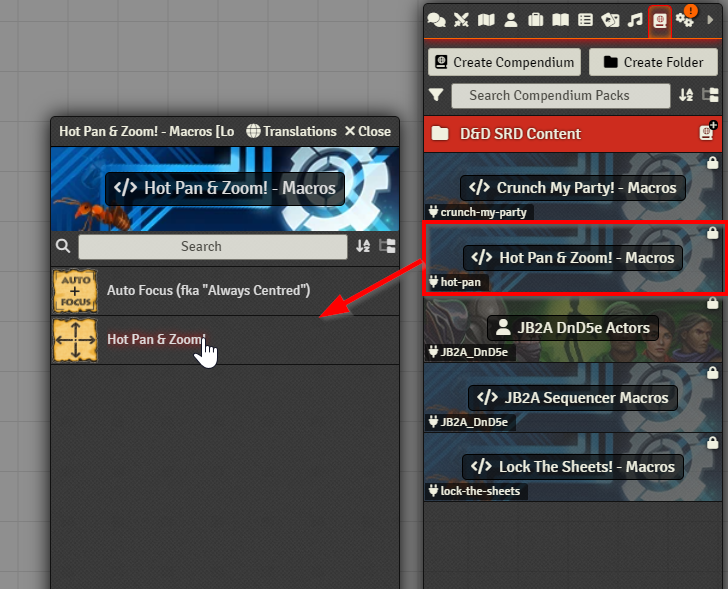 Create Compendium
Create Folder
Search Compendium Packs
D&D SRD Content
</> Crunch My Party! - Macros
crunch-my-party
</> Hot Pan & Zoom! - Macros
hot-pan
JB2A DnD5e Actors
JB2A_DnD5e
</> JB2A Sequencer Macros
JB2A_DnD5e
</> Lock The Sheets! - Macros
lock-the-sheets
Hot Pan & Zoom! - Macros [Lo
Translations
Close
</> Hot Pan & Zoom! - Macros
Search
AUTO
+
FOCUS
Auto Focus (fka "Always Centred")
Hot Pan & Zoom!